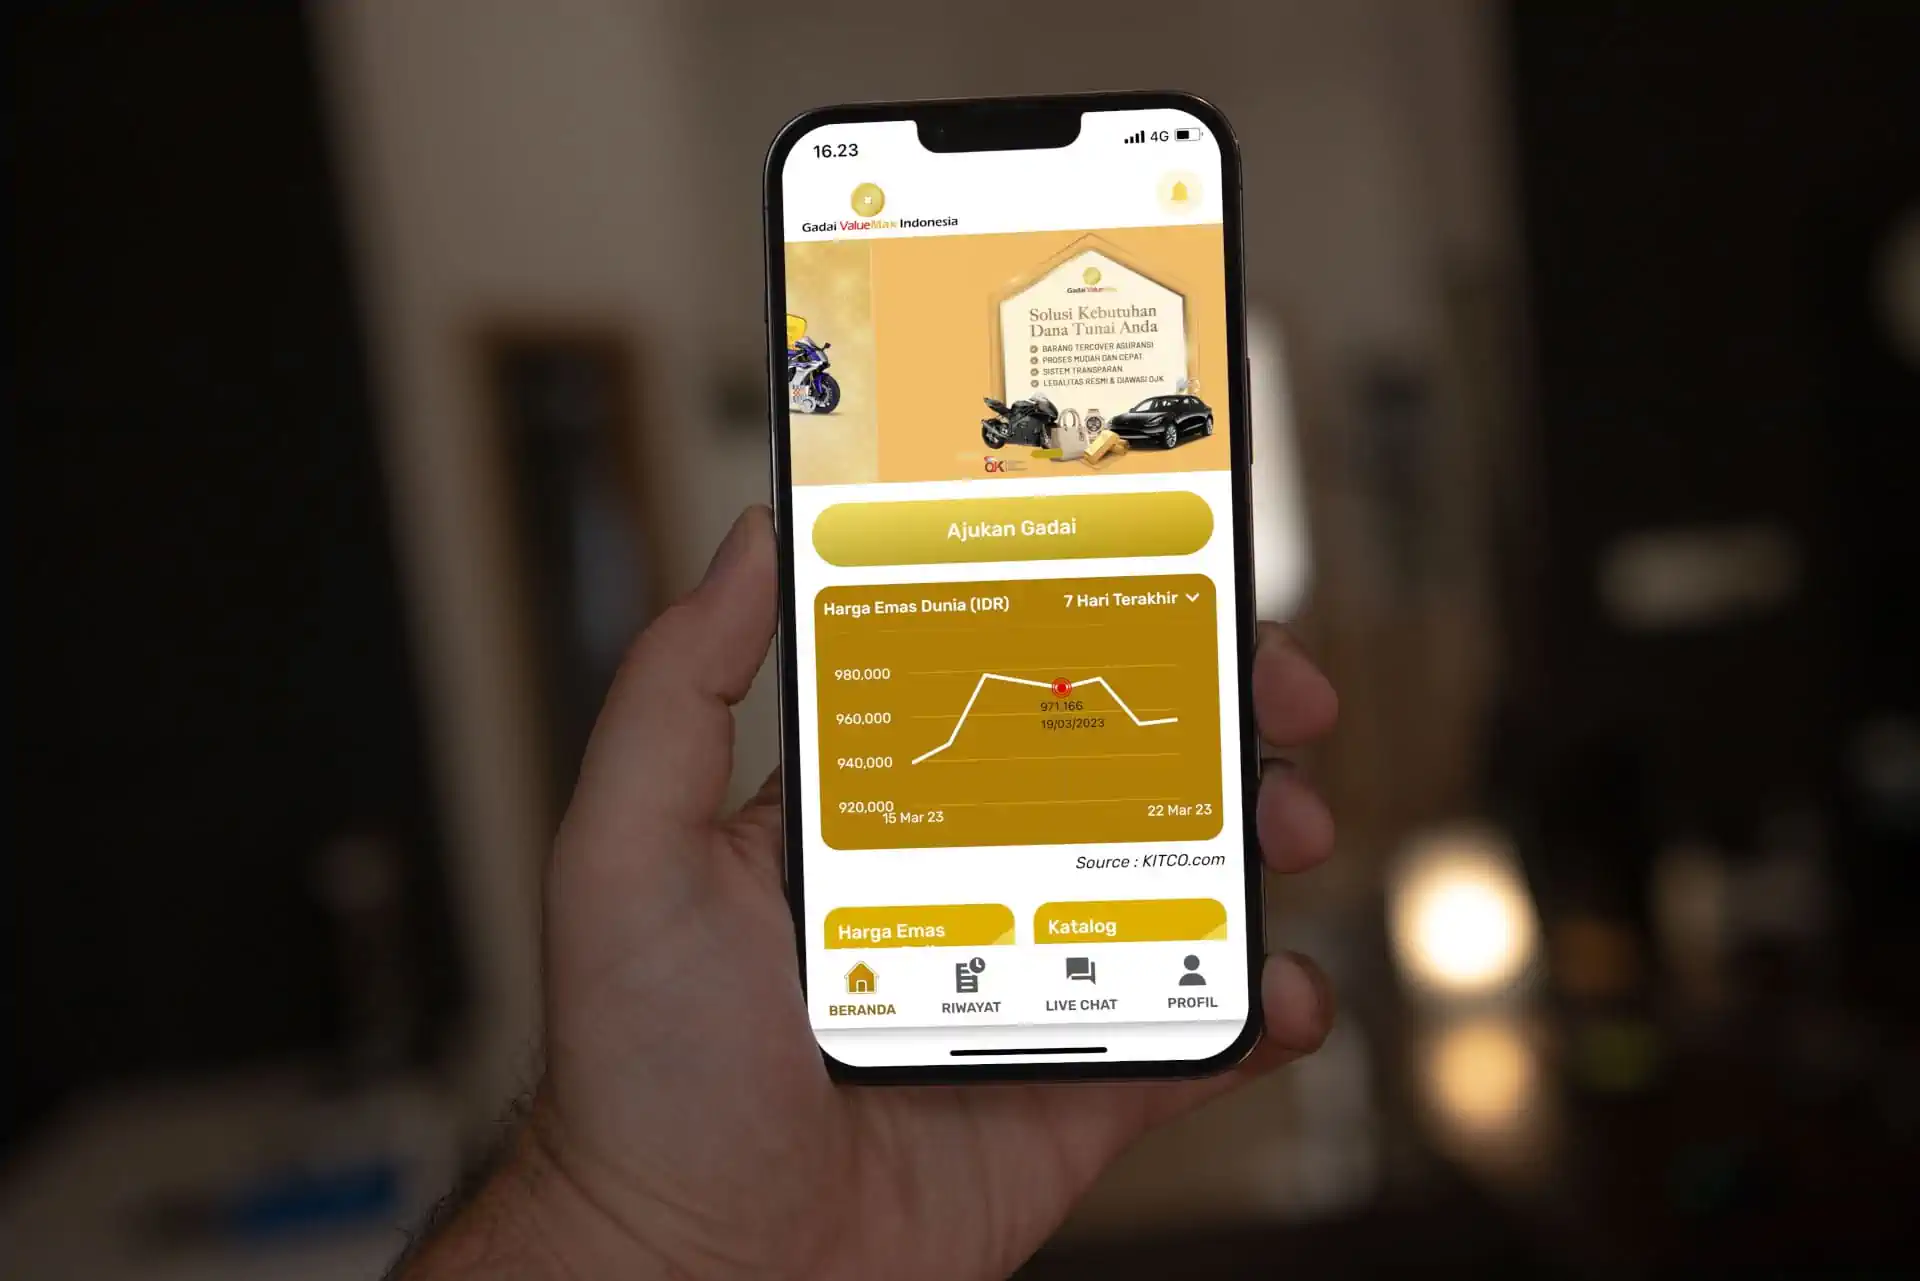 16.23
4G
Gadai ValueMax Indonesia
Gadai ValueMax
Solusi Kebutuhan
Dana Tunai Anda
BARANG TERCOVER ASURANSI
PROSES MUDAH DAN CEPAT
SISTEM TRANSPARAN
LEGALITAS RESMI & DIAWASI OJK
OJK
Ajukan Gadai
Harga Emas Dunia (IDR)
7 Hari Terakhir
980,000
971,166
960,000
19/03/2023
940,000
920,000
15 Mar 23
22 Mar 23
Source : KITCO.com
Harga Emas
Katalog
BERANDA
RIWAYAT
LIVE CHAT
PROFIL